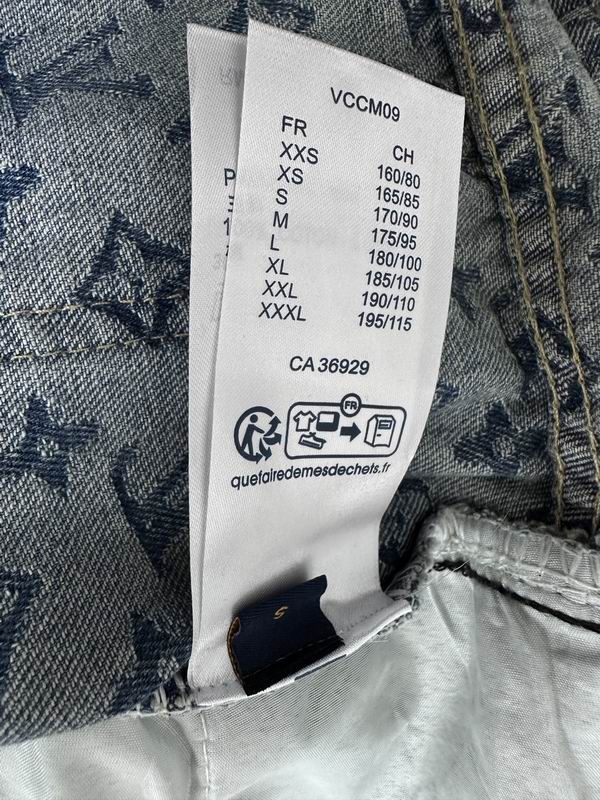 VCCM09
FR CH
XXS 160/80
XS 165/85
S 170/90
M 175/95
L 180/100
XL 185/105
XXL 190/110
XXXL 195/115
CA 36929
FR
quefairedemesdechets.fr
S